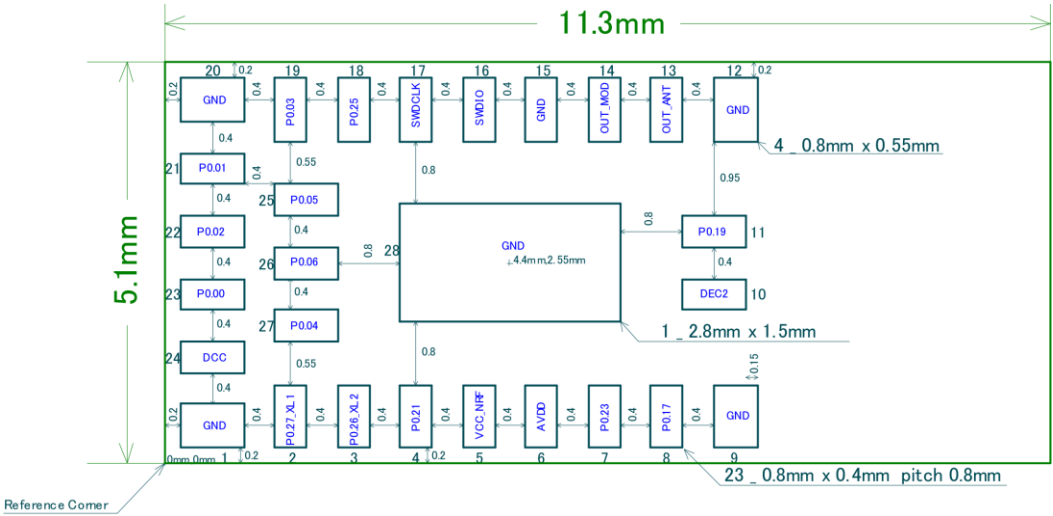 11.3mm
20 0.2 19 18 17 16 15 14 13 12 0.2
0.2 GND 0.4 P0.03 0.4 P0.25 0.4 SWDCLK 0.4 SWDIO 0.4 GND 0.4 OUT_MOD 0.4 OUT_ANT 0.4 GND
0.4
4 _ 0.8mm x 0.55mm
21 P0.01 0.4 0.55 0.8 0.95
0.4 25 P0.05
22 P0.02 0.4 0.8 P0.19 11
5.1mm
0.4 26 P0.06 0.8 28 GND 0.4
4.4mm,2.55mm
23 P0.00 0.4 DEC2 10
0.4 27 P0.04
1 _ 2.8mm x 1.5mm
24 DCC 0.55 0.8 0.15
0.4
0.2 GND 0.4 P0.27_XL1 0.4 P0.26_XL2 0.4 P0.21 0.4 VCC_NRF 0.4 AVDD 0.4 P0.23 0.4 P0.17 0.4 GND
0mm,0mm 1 0.2 2 3 4 0.2 5 6 7 8 9
23 _ 0.8mm x 0.4mm pitch 0.8mm
Reference Corner